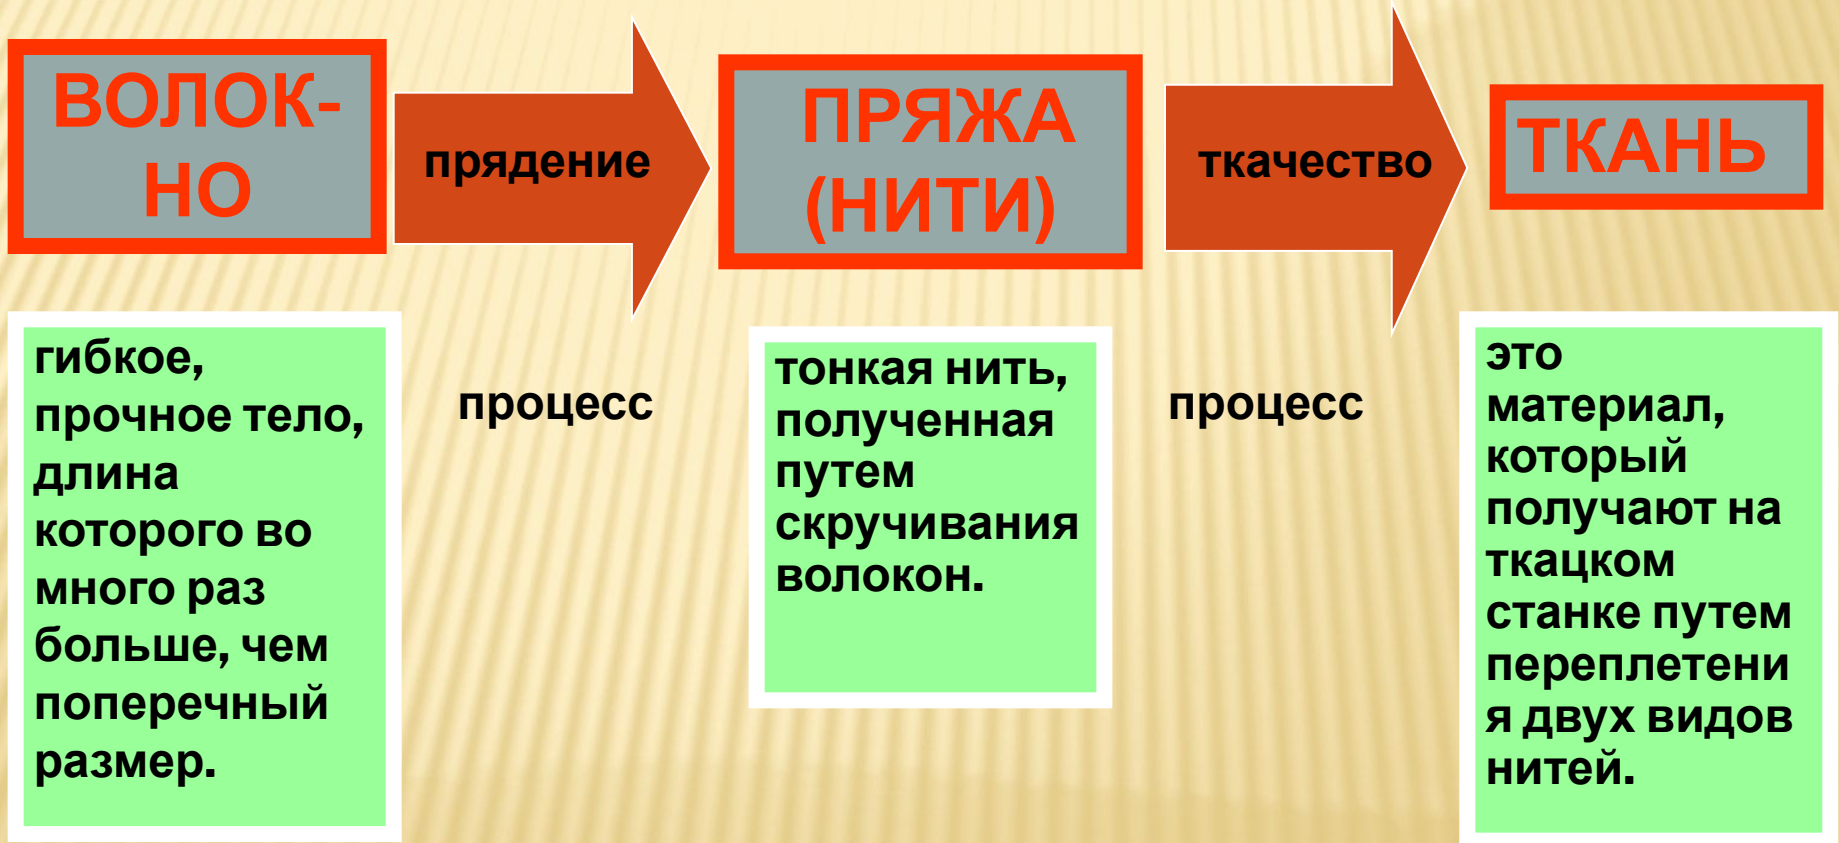 ВОЛОК-
НО
прядение
ПРЯЖА
(НИТИ)
ткачество
ТКАНЬ
гибкое,
прочное тело,
длина
которого во
много раз
больше, чем
поперечный
размер.
процесс
тонкая нить,
полученная
путем
скручивания
волокон.
процесс
это
материал,
который
получают на
ткацком
станке путем
переплетени
я двух видов
нитей.